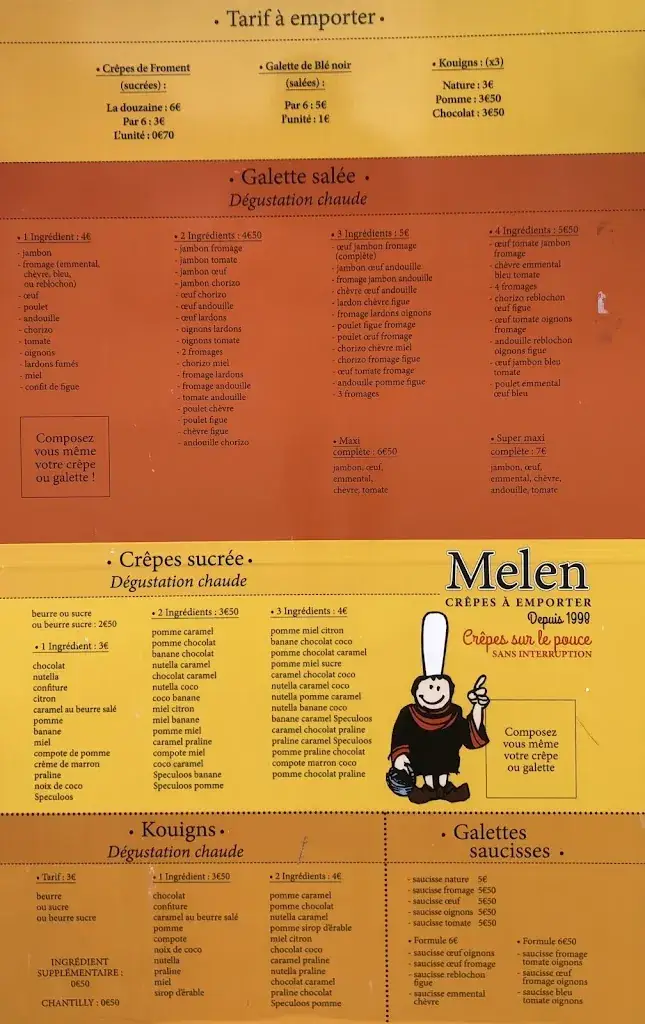 • Tarif à emporter •
• Crêpes de Froment
(sucrées) :
La douzaine : 6€
Par 6 : 3€
L'unité : 0€70
• Galette de Blé noir
(salées) :
Par 6 : 5€
l'unité : 1€
• Kouigns : (x3)
Nature : 3€
Pomme : 3€50
Chocolat : 3€50
• Galette salée •
Dégustation chaude
• 1 Ingrédient : 4€
- jambon
- fromage (emmental,
chèvre, bleu,
ou reblochon)
- œuf
- poulet
- andouille
- chorizo
- tomate
- oignons
- lardons fumés
- miel
- confit de figue
Composez
vous même
votre crêpe
ou galette !
• 2 Ingrédients : 4€50
- jambon fromage
- jambon tomate
- jambon œuf
- jambon chorizo
- œuf chorizo
- œuf andouille
- œuf lardons
- oignons lardons
- oignons tomate
- 2 fromages
- chorizo miel
- fromage lardons
- fromage andouille
- tomate andouille
- poulet chèvre
- poulet figue
- chèvre figue
- andouille chorizo
• 3 Ingrédients : 5€
- œuf jambon fromage
(complète)
- jambon œuf andouille
- fromage jambon andouille
- chèvre œuf andouille
- lardon chèvre figue
- fromage lardons oignons
- poulet figue fromage
- poulet œuf fromage
- chorizo chèvre miel
- chorizo fromage figue
- œuf tomate fromage
- andouille pomme figue
- 3 fromages
• Maxi
complète : 6€50
jambon, œuf,
emmental,
chevre, tomate
• 4 Ingrédients : 5€50
- œuf tomate jambon
fromage
- chèvre emmental
bleu tomate
- 4 fromages
- chorizo reblochon
œuf figue
- œuf tomate oignons
fromage
- andouille reblochon
oignons figue
- œuf jambon bleu
tomate
- poulet emmental
œuf bleu
• Super maxi
complète : 7€
jambon, œuf,
emmental, chèvre,
andouille, tomate
• Crêpes sucrée •
Dégustation chaude
beurre ou sucre
ou beurre sucre : 2€50
• 1 Ingrédient : 3€
chocolat
nutella
confiture
citron
caramel au beurre salé
pomme
banane
miel
compote de pomme
crème de marron
praline
noix de coco
Speculoos
• 2 Ingrédients : 3€50
pomme caramel
pomme chocolat
banane chocolat
nutella caramel
chocolat caramel
nutella coco
coco banane
miel citron
miel banane
pomme miel
caramel praline
compote miel
coco caramel
Speculoos banane
Speculoos pomme
• 3 Ingrédients : 4€
pomme miel citron
banane chocolat coco
pomme chocolat caramel
pomme miel sucre
caramel chocolat coco
nutella caramel coco
nutella pomme caramel
nutella banane coco
banane caramel Speculoos
caramel chocolat praline
praline caramel Speculoos
pomme praline chocolat
compote marron coco
pomme chocolat praline
Melen
CRÊPES À EMPORTER
Depuis 1998
Crêpes sur le pouce
SANS INTERRUPTION
Composez
vous même
votre crêpe
ou galette
• Kouigns •
Dégustation chaude
• Tarif : 3€
beurre
ou sucre
ou beurre sucre
INGRÉDIENT
SUPPLÉMENTAIRE :
0€50
CHANTILLY : 0€50
• 1 Ingrédient : 3€50
chocolat
confiture
caramel au beurre salé
pomme
compote
noix de coco
nutella
praline
miel
sirop d'érable
• 2 Ingrédients : 4€
pomme caramel
pomme chocolat
nutella caramel
pomme sirop d'érable
miel citron
chocolat coco
caramel praline
nutella praline
chocolat caramel
praline chocolat
Speculoos pomme
• Galettes
saucisses •
- saucisse nature 5€
- saucisse fromage 5€50
- saucisse œuf 5€50
- saucisse oignons 5€50
- saucisse tomate 5€50
• Formule 6€
- saucisse œuf oignons
- saucisse œuf fromage
- saucisse reblochon
figue
- saucisse emmental
chèvre
• Formule 6€50
- saucisse fromage
tomate oignons
- saucisse œuf
fromage oignons
- saucisse bleu
tomate oignons